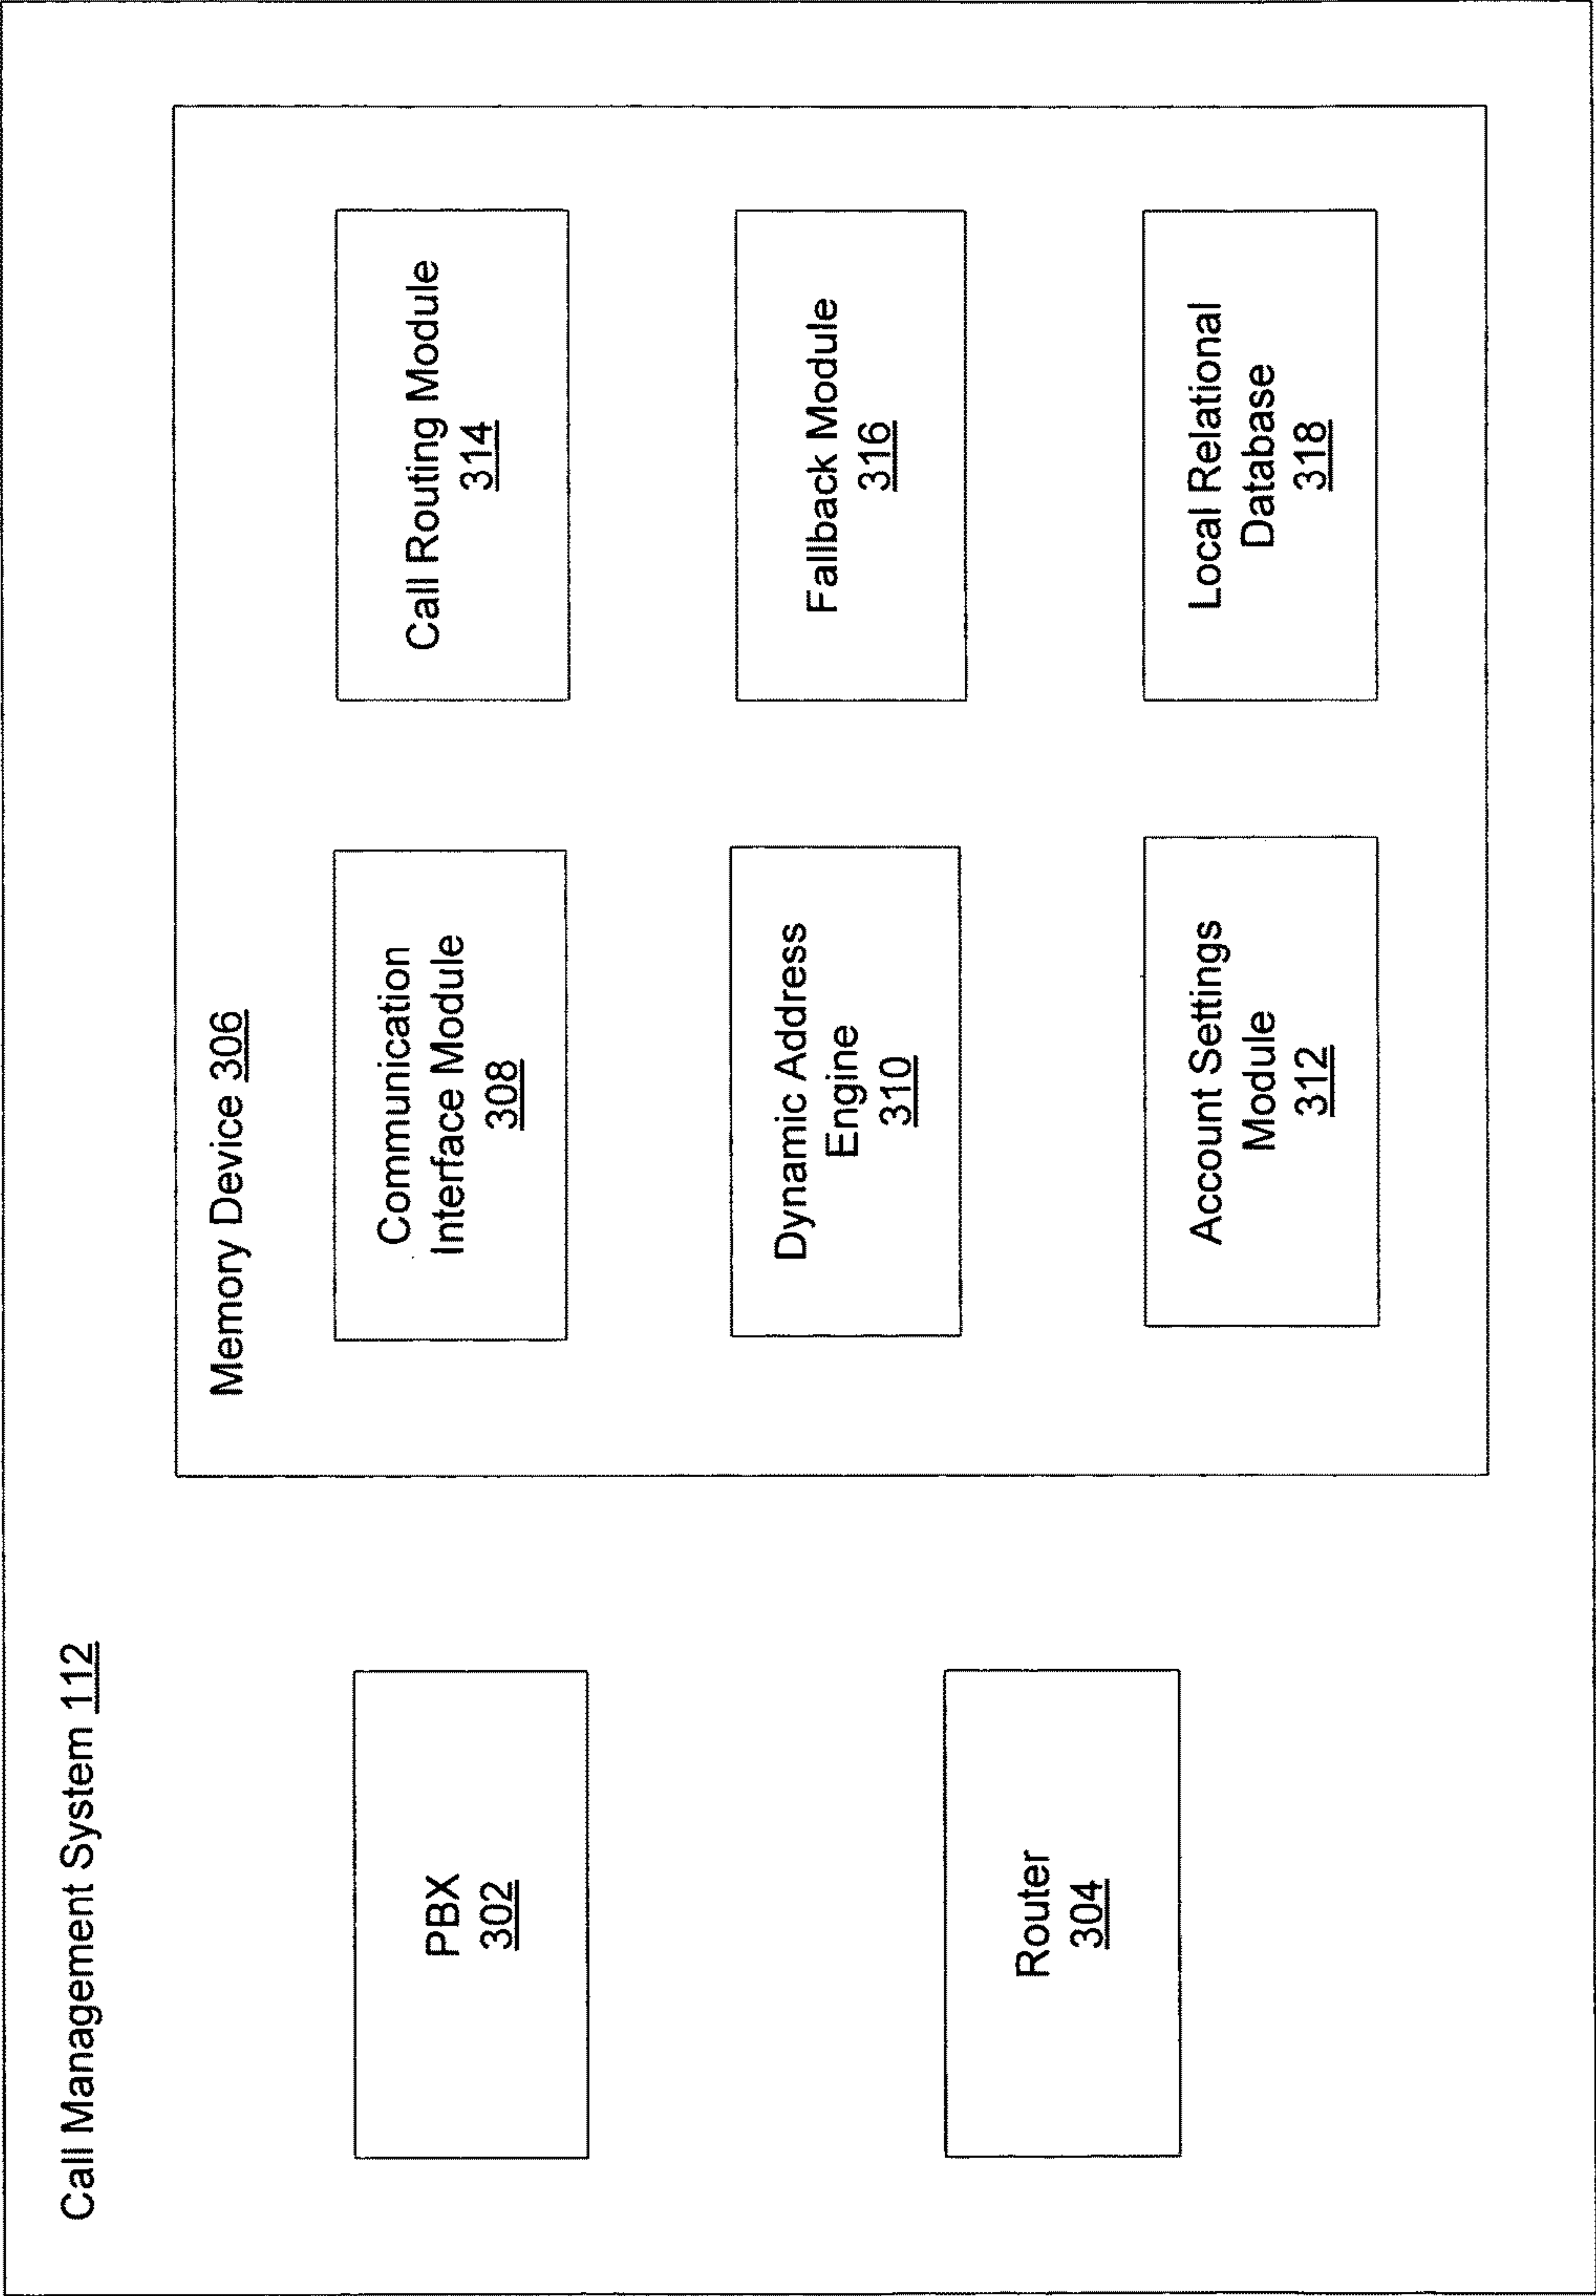 Call Management System 112
PBX
302
Router
304
Memory Device 306
Communication
Interface Module
308
Dynamic Address
Engine
310
Account Settings
Module
312
Call Routing Module
314
Fallback Module
316
Local Relational
Database
318